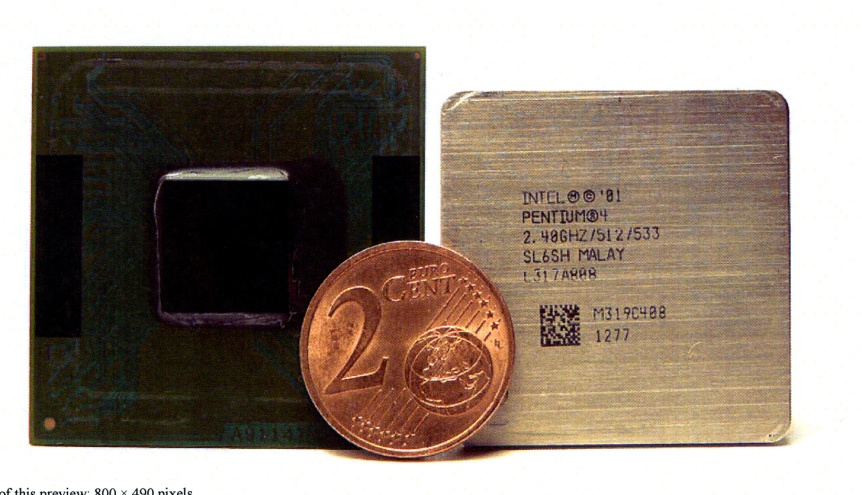 INTEL®©'01
PENTIUM®4
2.40GHZ/512/533
SL6SH MALAY
L317A808
M319C408
1277
2 EURO
CENT
of this preview: 800 × 490 pixels